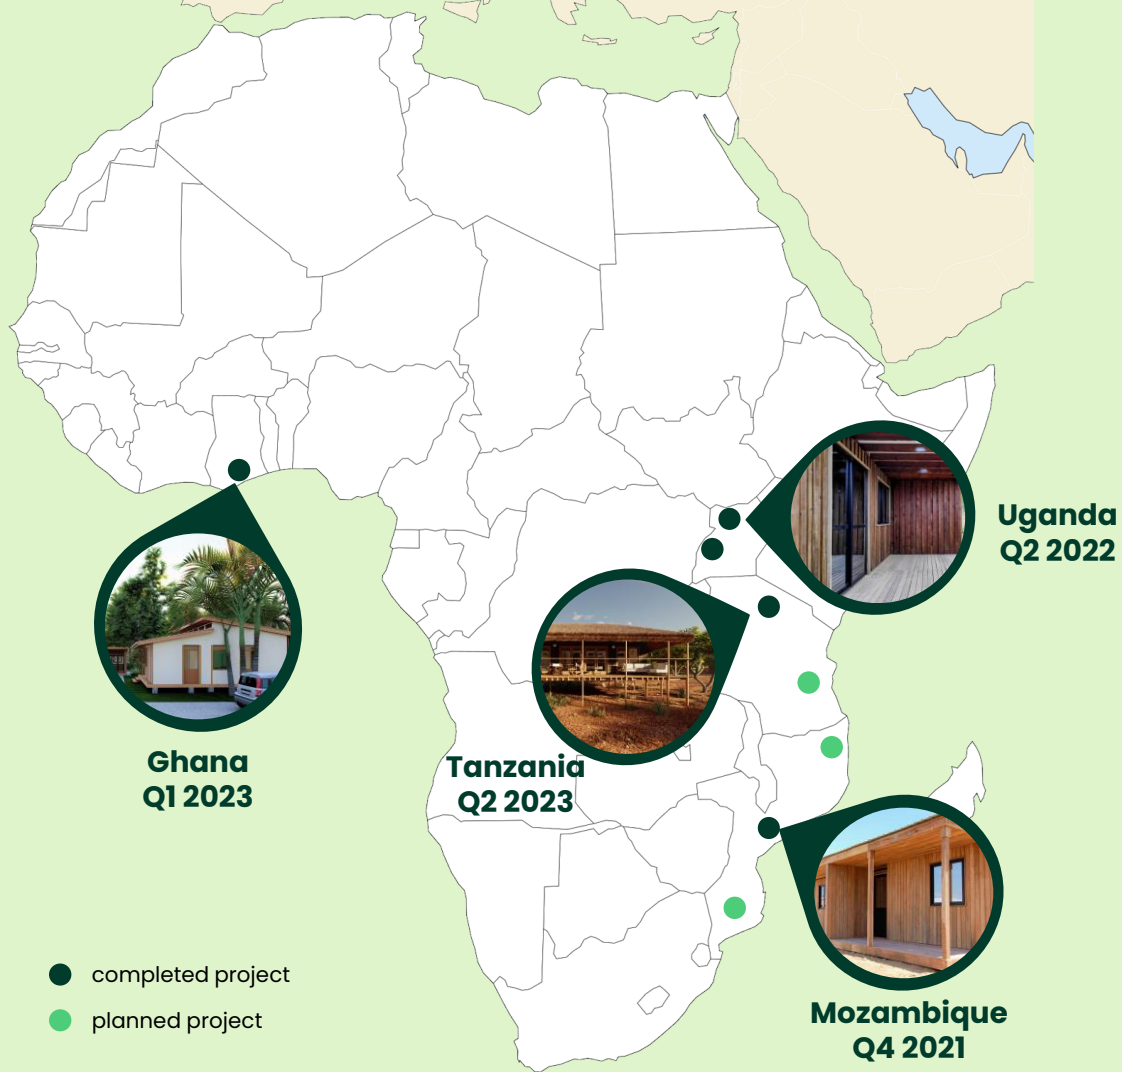 Uganda
Q2 2022
Ghana
Q1 2023
Tanzania
Q2 2023
completed project
planned project
Mozambique
Q4 2021